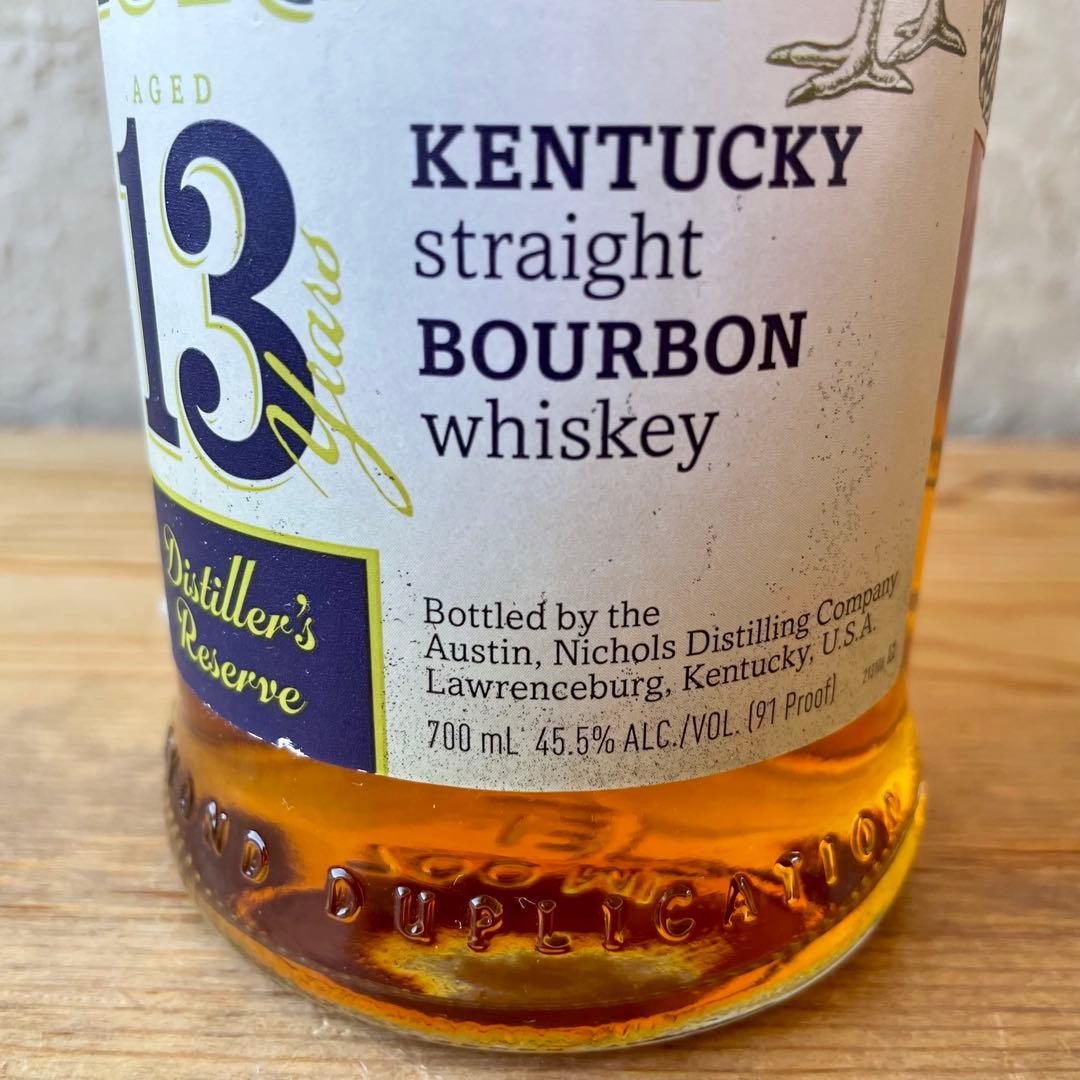 AGED
13
Years
KENTUCKY
straight
BOURBON
whiskey
Distiller's
Reserve
Bottled by the
Austin, Nichols Distilling Company
Lawrenceburg, Kentucky, U.S.A.
700 mL 45.5% ALC./VOL. (91 Proof)
OND DUPLICATION